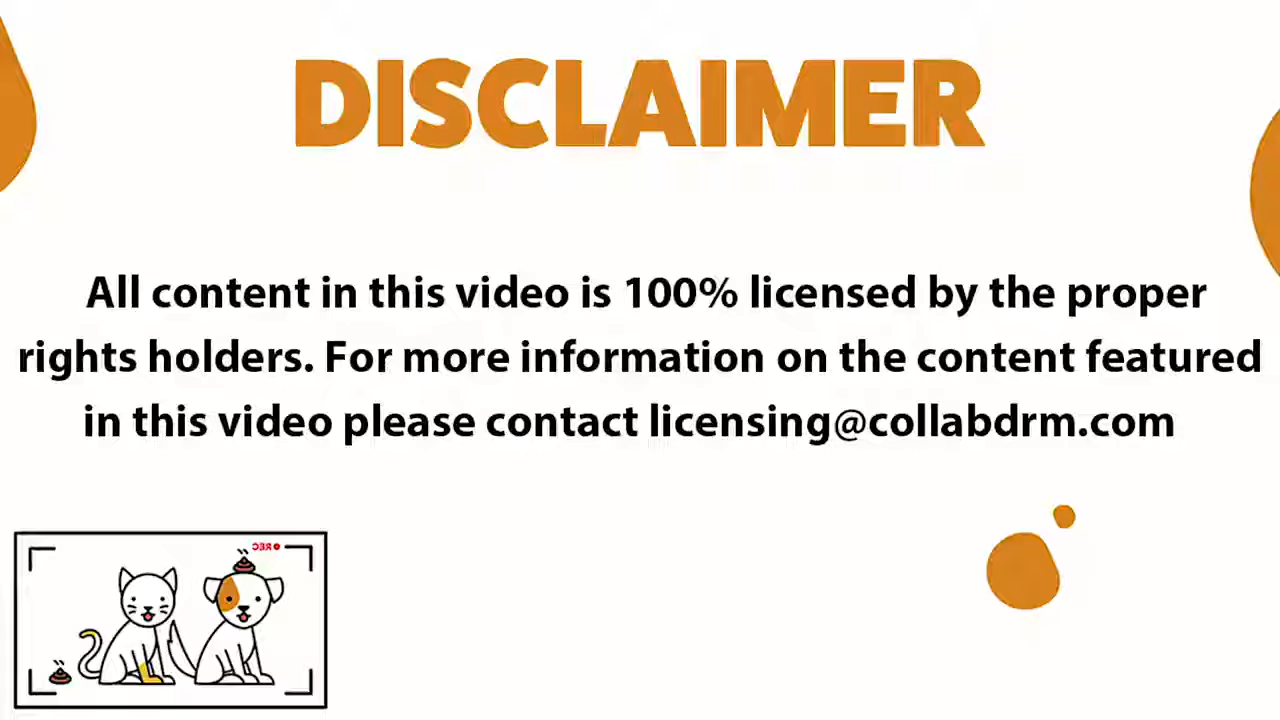 DISCLAIMER
All content in this video is 100% licensed by the proper
rights holders. For more information on the content featured
in this video please contact licensing@collabdrm.com
REC